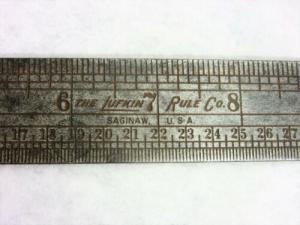 6 THE LUFKIN 7 RULE CO. 8
SAGINAW, U.S.A.
17 18 19 20 21 22 23 24 25 26 27